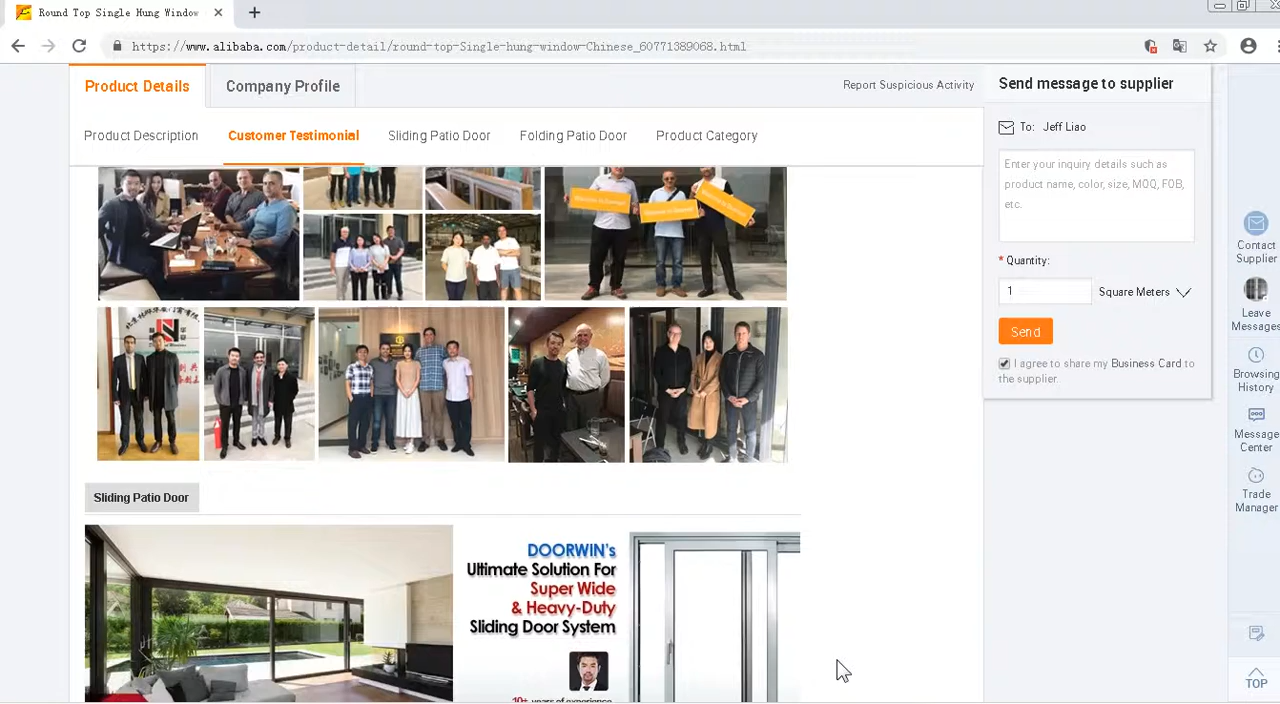 Round Top Single Hung Window
https://www.alibaba.com/product-detail/round-top-Single-hung-window-Chinese_60771389068.html
Product Details
Company Profile
Report Suspicious Activity
Product Description
Customer Testimonial
Sliding Patio Door
Folding Patio Door
Product Category
Send message to supplier
To: Jeff Liao
Enter your inquiry details such as
product name, color, size, MOQ, FOB,
etc.
* Quantity:
1
Square Meters
Send
I agree to share my Business Card to
the supplier.
Contact
Supplier
Leave
Messages
Browsing
History
Message
Center
Trade
Manager
TOP
Sliding Patio Door
DOORWIN's
Ultimate Solution For
Super Wide
& Heavy-Duty
Sliding Door System
10+ years of experience